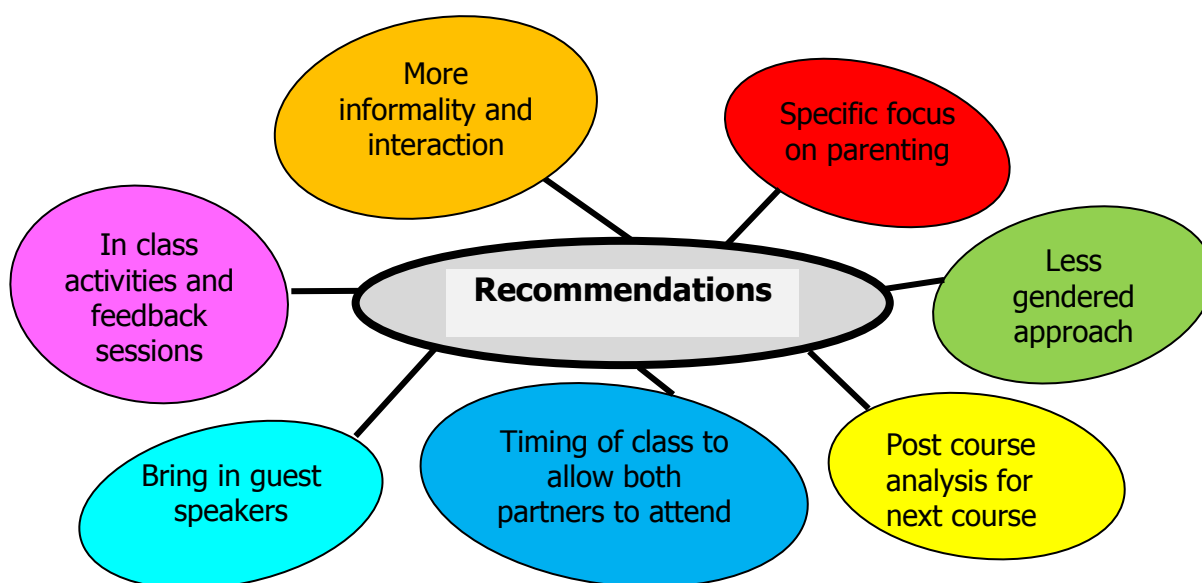 More
informality and
interaction
Specific focus
on parenting
In class
activities and
feedback
sessions
Recommendations
Less
gendered
approach
Bring in guest
speakers
Timing of class to
allow both
partners to attend
Post course
analysis for
next course